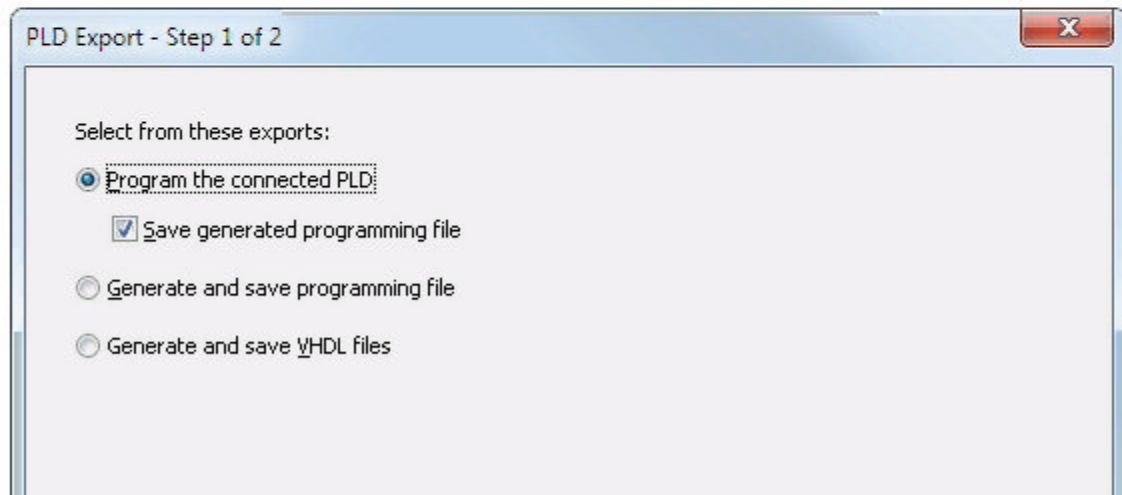 PLD Export - Step 1 of 2
Select from these exports:
Program the connected PLD
Save generated programming file
Generate and save programming file
Generate and save VHDL files